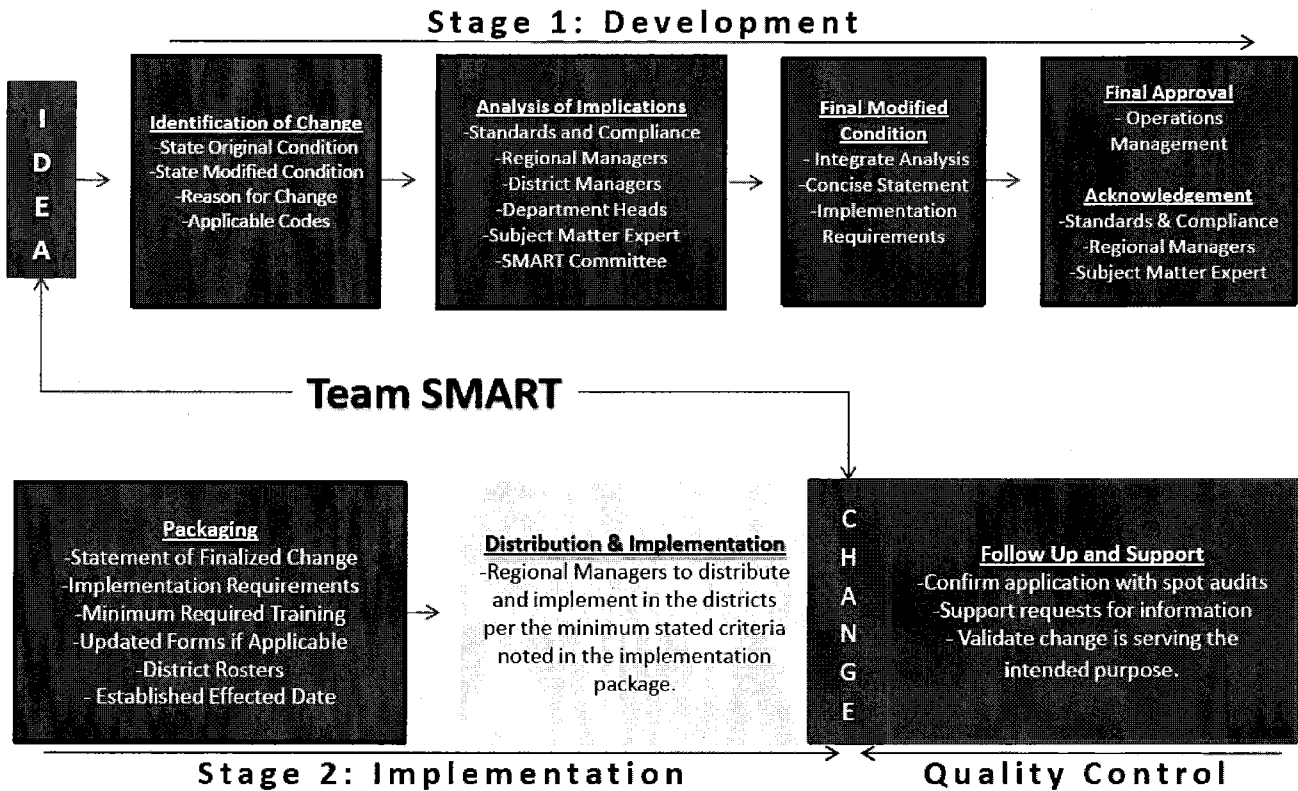 Stage 1: Development
I
D
E
A
Identification of Change
-State Original Condition
-State Modified Condition
-Reason for Change
-Applicable Codes
Analysis of Implications
-Standards and Compliance
-Regional Managers
-District Managers
-Department Heads
-Subject Matter Expert
-SMART Committee
Final Modified
Condition
- Integrate Analysis
-Concise Statement
-Implementation
Requirements
Final Approval
- Operations
Management
Acknowledgement
-Standards & Compliance
-Regional Managers
-Subject Matter Expert
Team SMART
Packaging
-Statement of Finalized Change
-Implementation Requirements
-Minimum Required Training
-Updated Forms if Applicable
-District Rosters
- Established Effected Date
Distribution & Implementation
-Regional Managers to distribute
and implement in the districts
per the minimum stated criteria
noted in the implementation
package.
C
H
A
N
G
E
Follow Up and Support
-Confirm application with spot audits
-Support requests for information
- Validate change is serving the
intended purpose.
Stage 2: Implementation
Quality Control